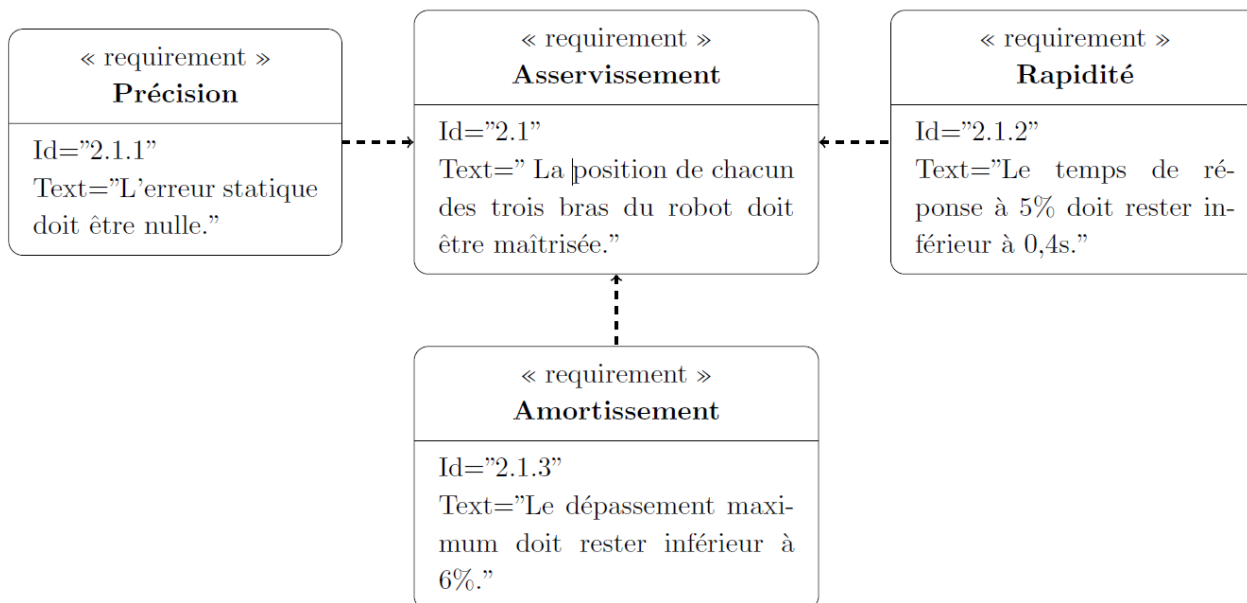 « requirement »
Précision
Id=”2.1.1”
Text=”L’erreur statique
doit être nulle.”
« requirement »
Asservissement
Id=”2.1”
Text=” La position de chacun
des trois bras du robot doit
être maîtrisée.”
« requirement »
Rapidité
Id=”2.1.2”
Text=”Le temps de ré-
ponse à 5% doit rester in-
férieur à 0,4s.”
« requirement »
Amortissement
Id=”2.1.3”
Text=”Le dépassement maxi-
mum doit rester inférieur à
6%.”